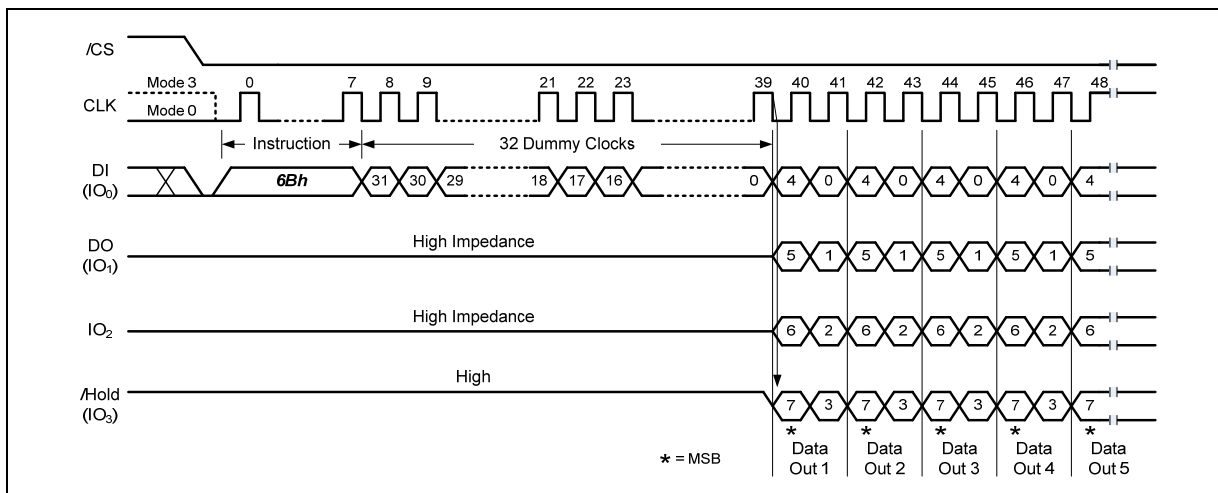 /CS
Mode 3 0 7 8 9 21 22 23 39 40 41 42 43 44 45 46 47 48
CLK Mode 0
Instruction 32 Dummy Clocks
DI
(IO0) 6Bh 31 30 29 18 17 16 0 4 0 4 0 4 0 4 0 4
High Impedance
DO
(IO1) 5 1 5 1 5 1 5 1 5
High Impedance
IO2 6 2 6 2 6 2 6 2 6
High
/Hold
(IO3) 7 3 7 3 7 3 7 3 7
* * * * *
* = MSB
Data Out 1
Data Out 2
Data Out 3
Data Out 4
Data Out 5